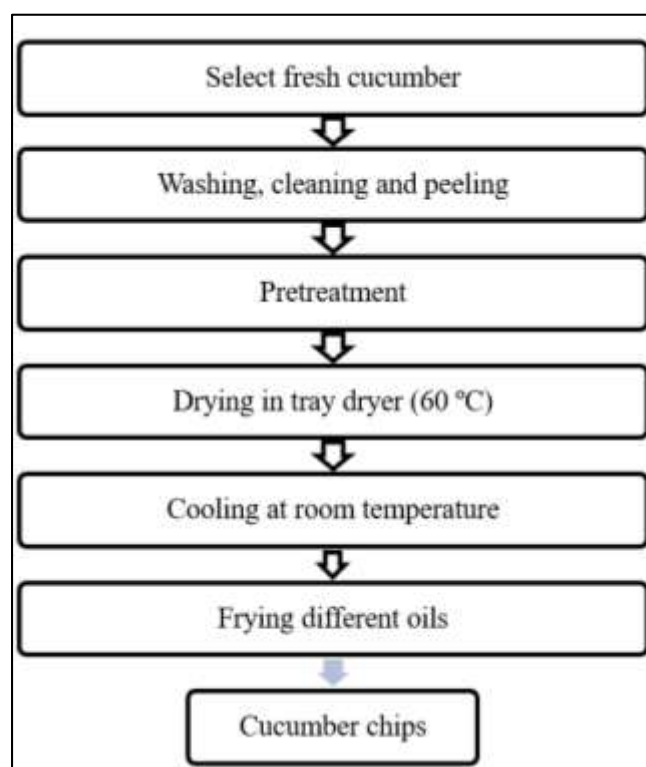 Select fresh cucumber
Washing, cleaning and peeling
Pretreatment
Drying in tray dryer (60 ºC)
Cooling at room temperature
Frying different oils
Cucumber chips